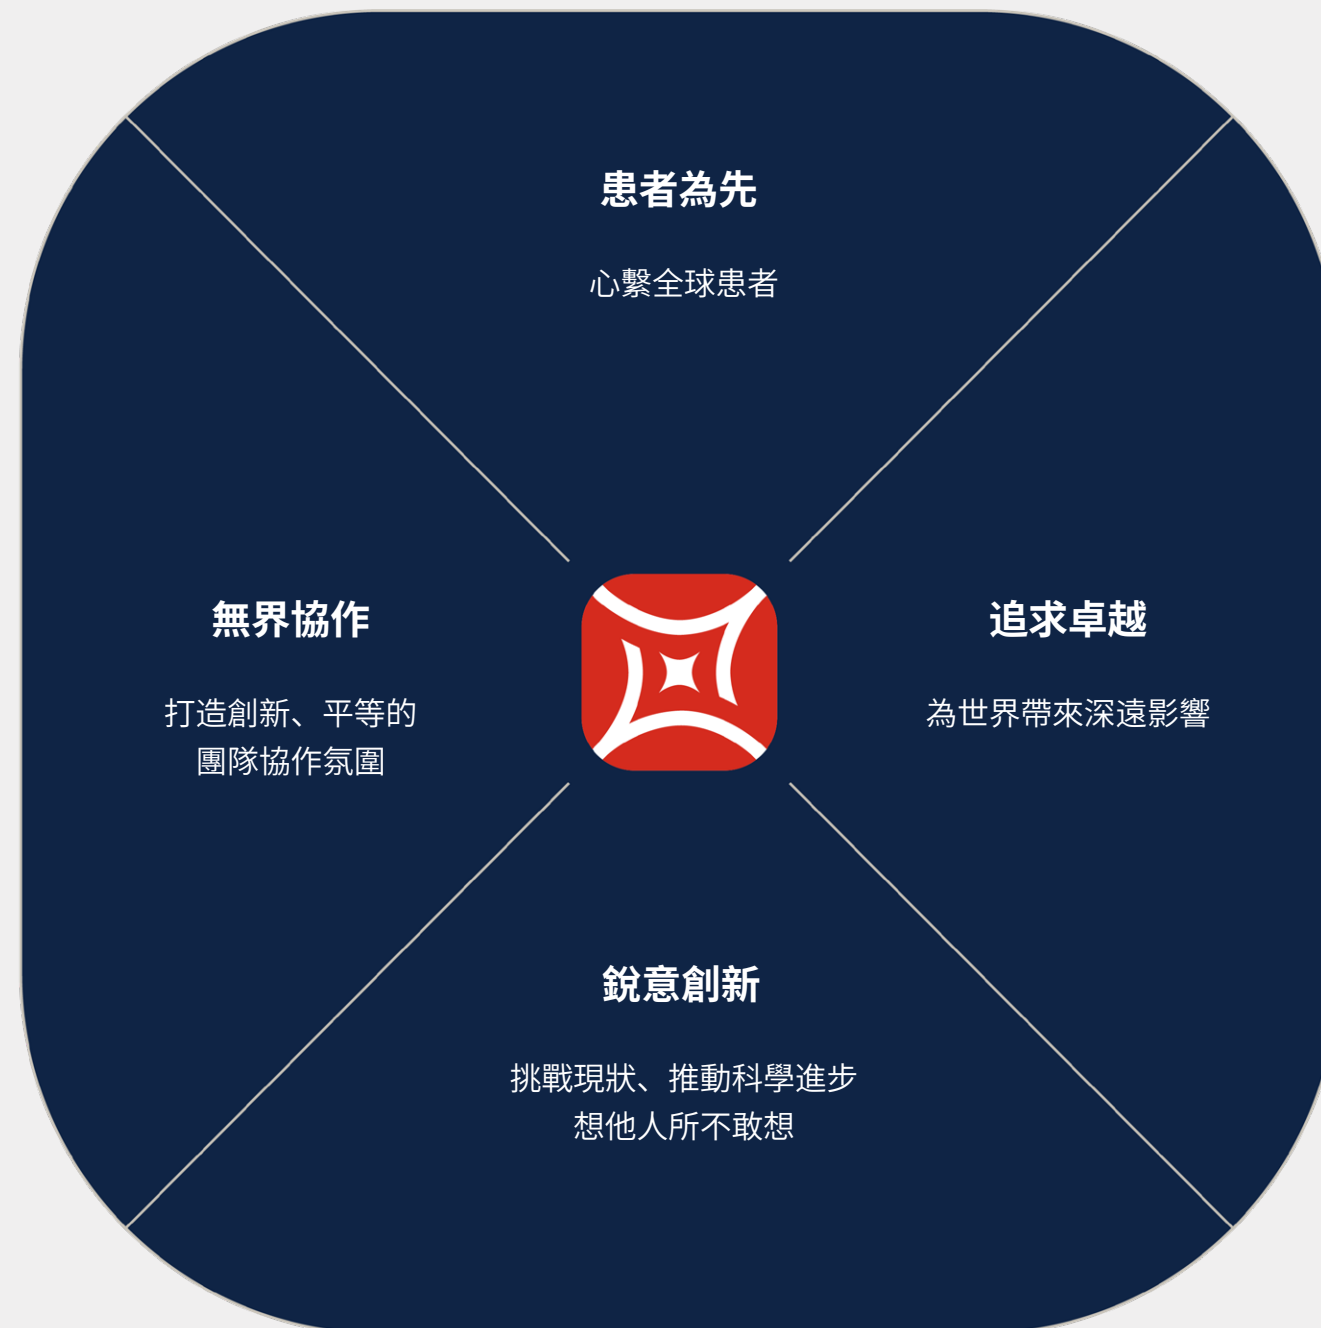 患者為先
心繫全球患者
無界協作
打造創新、平等的
團隊協作氛圍
追求卓越
為世界帶來深遠影響
銳意創新
挑戰現狀、推動科學進步
想他人所不敢想